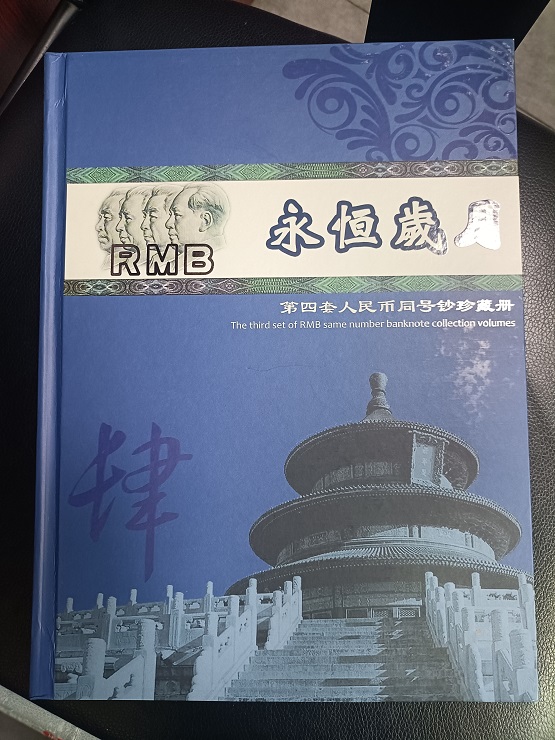 RMB
永恒歲月
第四套人民币同号钞珍藏册
The third set of RMB same number banknote collection volumes
肆